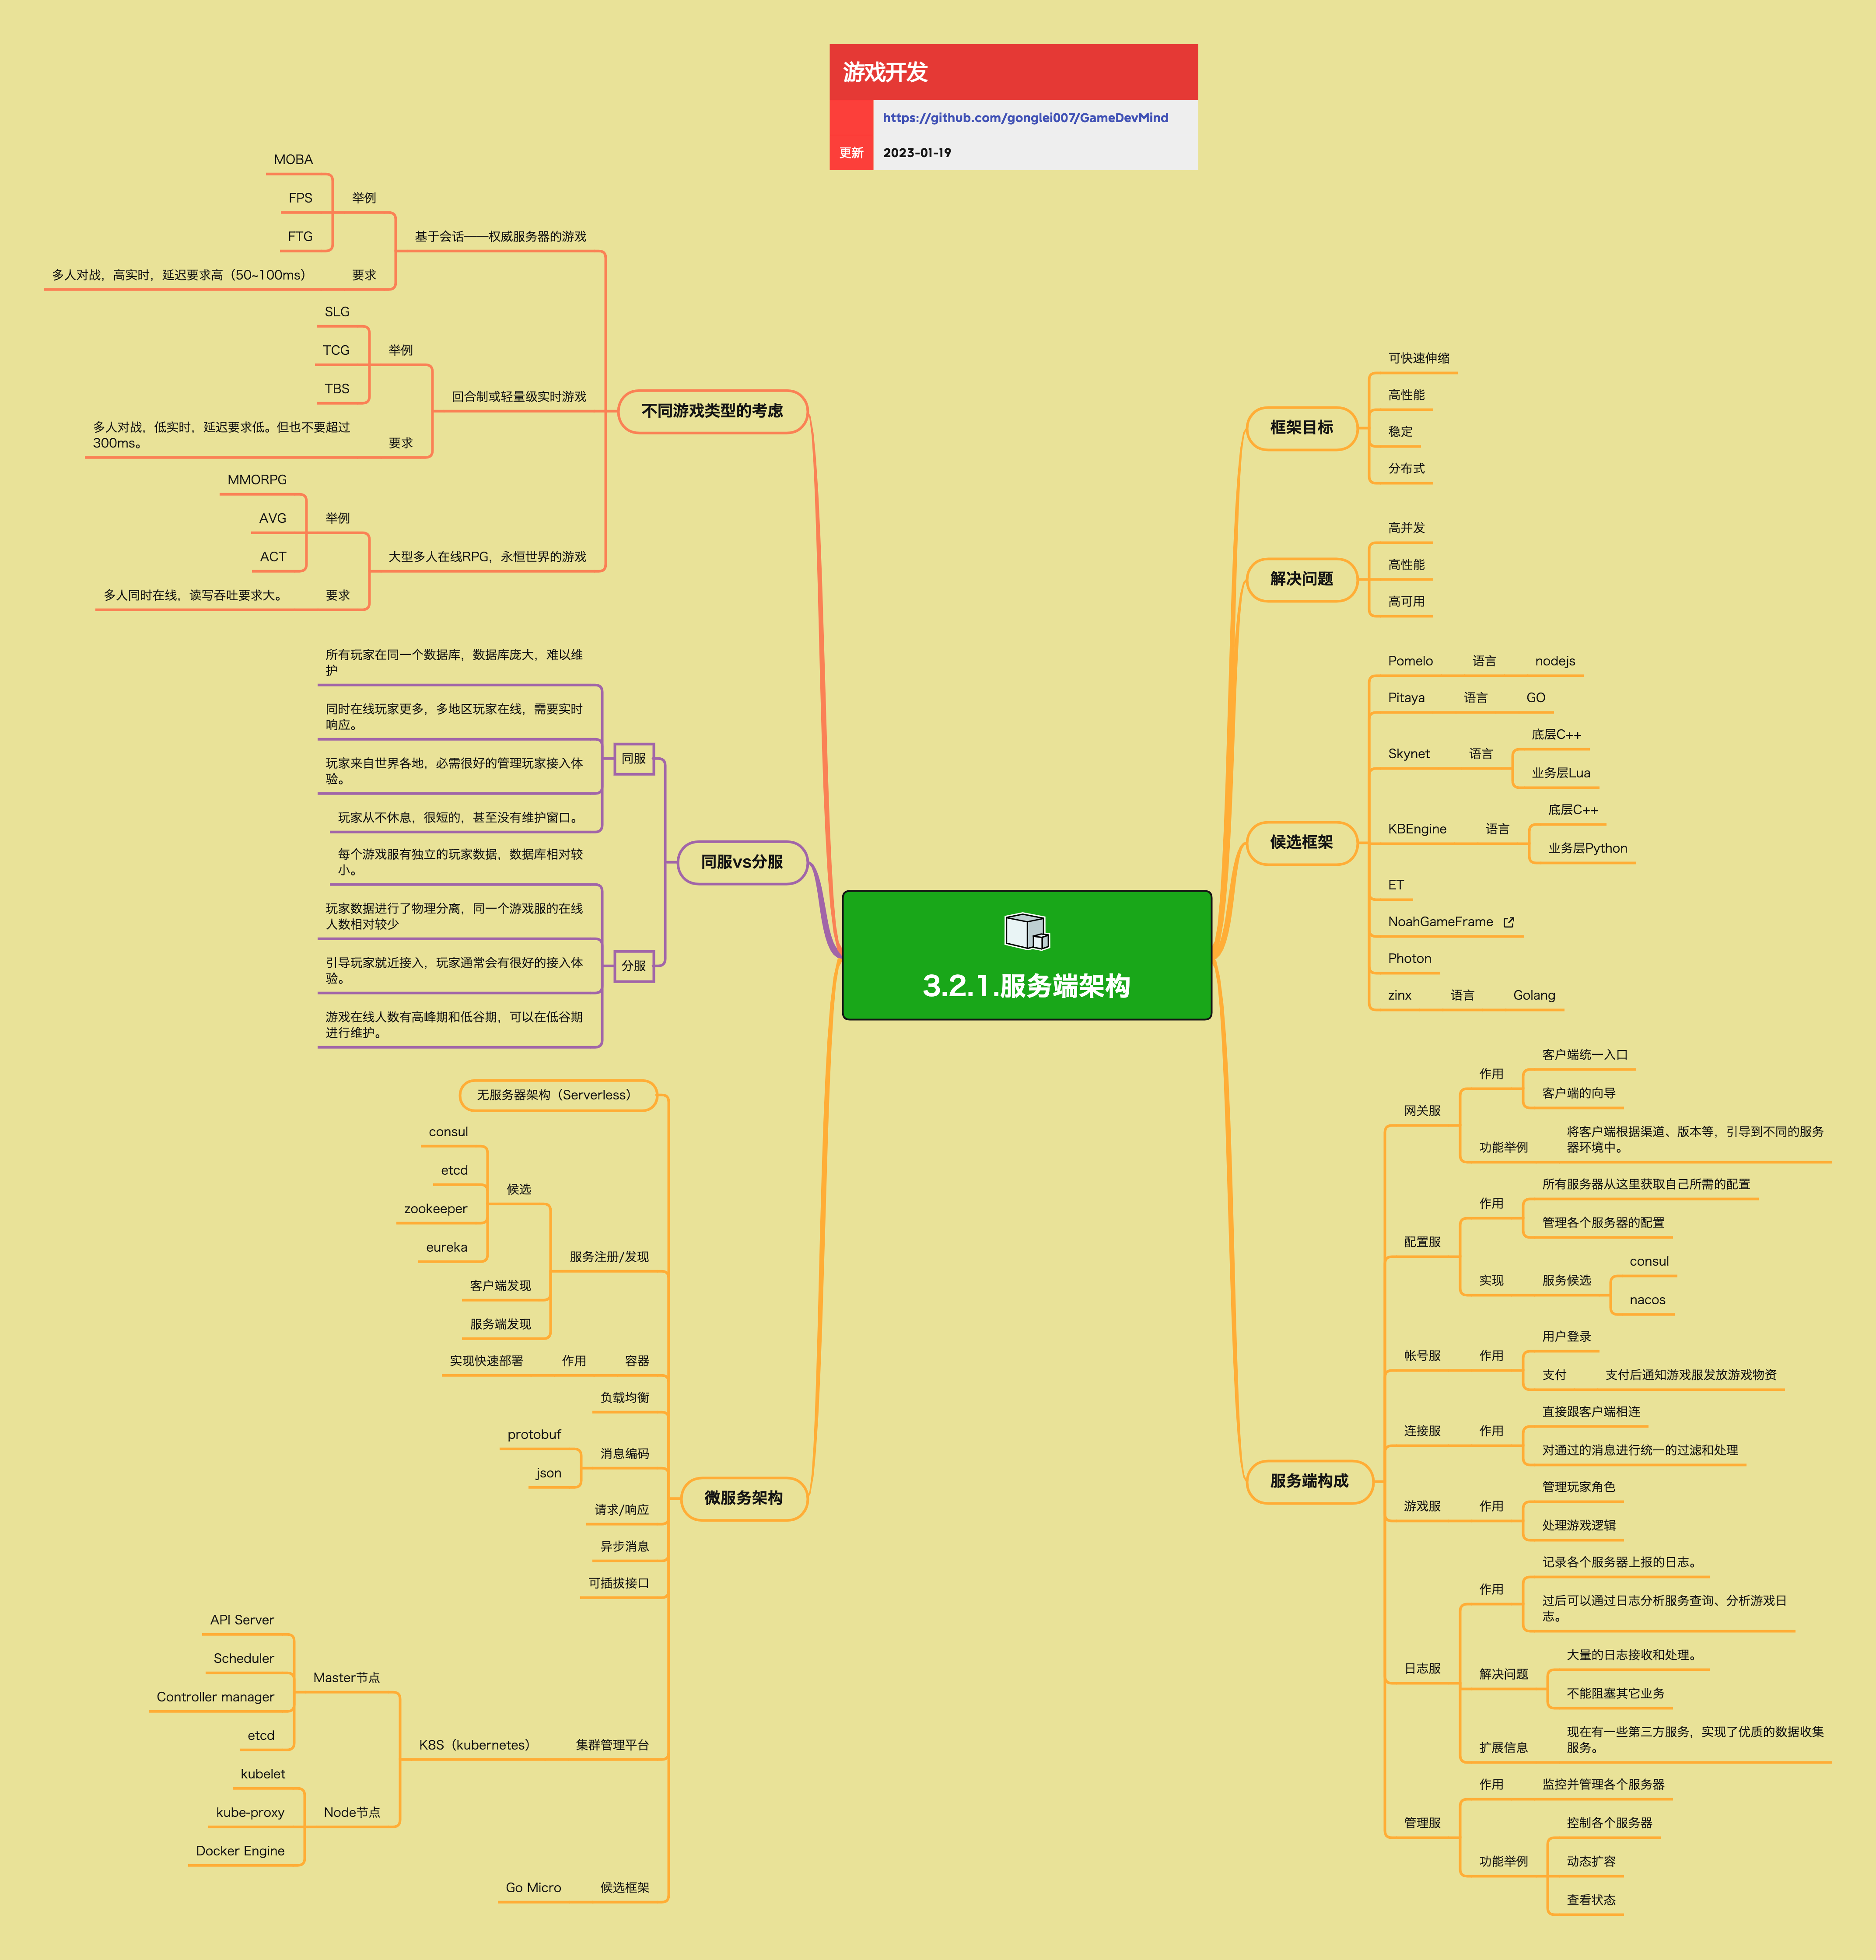 游戏开发
https://github.com/gonglei007/GameDevMind
更新
2023-01-19
3.2.1.服务端架构
不同游戏类型的考虑
基于会话——权威服务器的游戏
举例
MOBA
FPS
FTG
要求
多人对战，高实时，延迟要求高（50~100ms）
回合制或轻量级实时游戏
举例
SLG
TCG
TBS
要求
多人对战，低实时，延迟要求低。但也不要超过
300ms。
大型多人在线RPG，永恒世界的游戏
举例
MMORPG
AVG
ACT
要求
多人同时在线，读写吞吐要求大。
同服vs分服
同服
所有玩家在同一个数据库，数据库庞大，难以维
护
同时在线玩家更多，多地区玩家在线，需要实时
响应。
玩家来自世界各地，必需很好的管理玩家接入体
验。
玩家从不休息，很短的，甚至没有维护窗口。
分服
每个游戏服有独立的玩家数据，数据库相对较
小。
玩家数据进行了物理分离，同一个游戏服的在线
人数相对较少
引导玩家就近接入，玩家通常会有很好的接入体
验。
游戏在线人数有高峰期和低谷期，可以在低谷期
进行维护。
微服务架构
无服务器架构（Serverless）
服务注册/发现
候选
consul
etcd
zookeeper
eureka
客户端发现
服务端发现
容器
作用
实现快速部署
负载均衡
消息编码
protobuf
json
请求/响应
异步消息
可插拔接口
集群管理平台
K8S（kubernetes）
Master节点
API Server
Scheduler
Controller manager
etcd
Node节点
kubelet
kube-proxy
Docker Engine
候选框架
Go Micro
框架目标
可快速伸缩
高性能
稳定
分布式
解决问题
高并发
高性能
高可用
候选框架
Pomelo
语言
nodejs
Pitaya
语言
GO
Skynet
语言
底层C++
业务层Lua
KBEngine
语言
底层C++
业务层Python
ET
NoahGameFrame
Photon
zinx
语言
Golang
服务端构成
网关服
作用
客户端统一入口
客户端的向导
功能举例
将客户端根据渠道、版本等，引导到不同的服务
器环境中。
配置服
作用
所有服务器从这里获取自己所需的配置
管理各个服务器的配置
实现
服务候选
consul
nacos
帐号服
作用
用户登录
支付
支付后通知游戏服发放游戏物资
连接服
作用
直接跟客户端相连
对通过的消息进行统一的过滤和处理
游戏服
作用
管理玩家角色
处理游戏逻辑
日志服
作用
记录各个服务器上报的日志。
过后可以通过日志分析服务查询、分析游戏日
志。
解决问题
大量的日志接收和处理。
不能阻塞其它业务
扩展信息
现在有一些第三方服务，实现了优质的数据收集
服务。
管理服
作用
监控并管理各个服务器
功能举例
控制各个服务器
动态扩容
查看状态